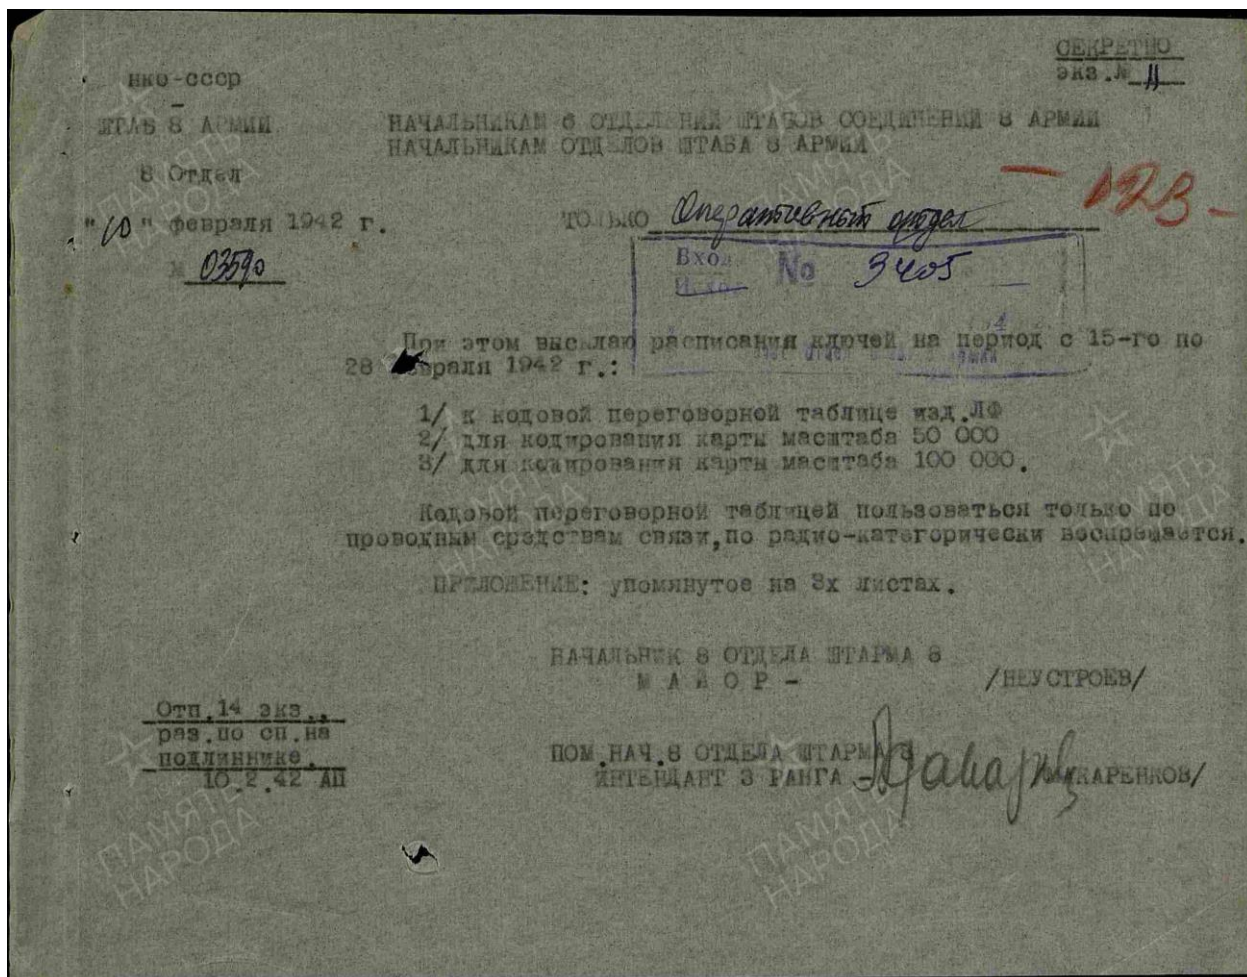 СЕКРЕТНО
экз.№ 11
НКО-СССР
ШТАБ 8 АРМИИ
8 Отдел
"10" февраля 1942 г.
№ 03590
НАЧАЛЬНИКАМ 6 ОТДЕЛЕНИЙ ШТАБОВ СОЕДИНЕНИЙ 8 АРМИИ
НАЧАЛЬНИКАМ ОТДЕЛОВ ШТАБА 8 АРМИИ
ТОЛЬКО Оперативный отдел
Вход.
Исход. № 3405
При этом высылаю расписания ключей на период с 15-го по
28 февраля 1942 г.:
1/ к кодовой переговорной таблице изд.ЛФ
2/ для кодирования карты масштаба 50 000
3/ для кодирования карты масштаба 100 000.
Кодовой переговорной таблицей пользоваться только по
проводным средствам связи,по радио-категорически воспрещается.
ПРИЛОЖЕНИЕ: упомянутое на 3х листах.
НАЧАЛЬНИК 8 ОТДЕЛА ШТАРМА 8
МАЙОР - /НЕУСТРОЕВ/
ПОМ.НАЧ.8 ОТДЕЛА ШТАРМА 8
ИНТЕНДАНТ 3 РАНГА -
Отп.14 экз.,
раз.по сп.на
подлиннике.
10.2.42 АП
ПАМЯТЬ
НАРОДА